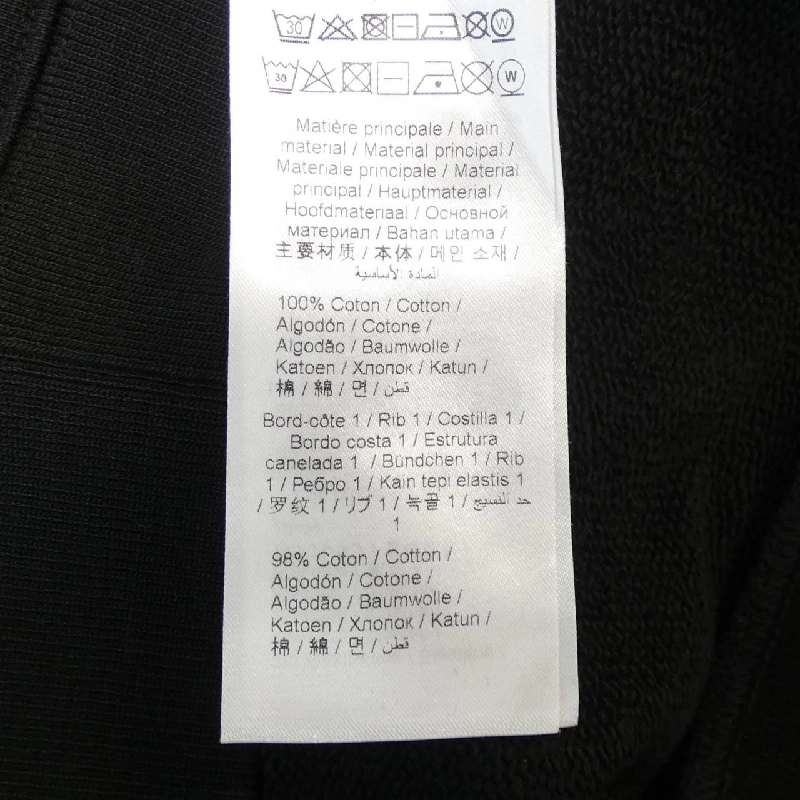 30 W
30 W
Matière principale / Main
material / Material principal /
Materiale principale / Material
principal / Hauptmaterial /
Hoofdmateriaal / Основной
материал / Bahan utama /
主要材质 / 本体 / 메인 소재 /
المادة الأساسية
100% Coton / Cotton /
Algodón / Cotone /
Algodão / Baumwolle /
Katoen / Хлопок / Katun /
棉 / 綿 / 면 / قطن
Bord-côte 1 / Rib 1 / Costilla 1 /
Bordo costa 1 / Estrutura
canelada 1 / Bündchen 1 / Rib
1 / Ребро 1 / Kain tepi elastis 1
/ 罗纹 1 / リブ 1 / 녹골 1 / حد النسيج
1
98% Coton / Cotton /
Algodón / Cotone /
Algodão / Baumwolle /
Katoen / Хлопок / Katun /
棉 / 綿 / 면 / قطن